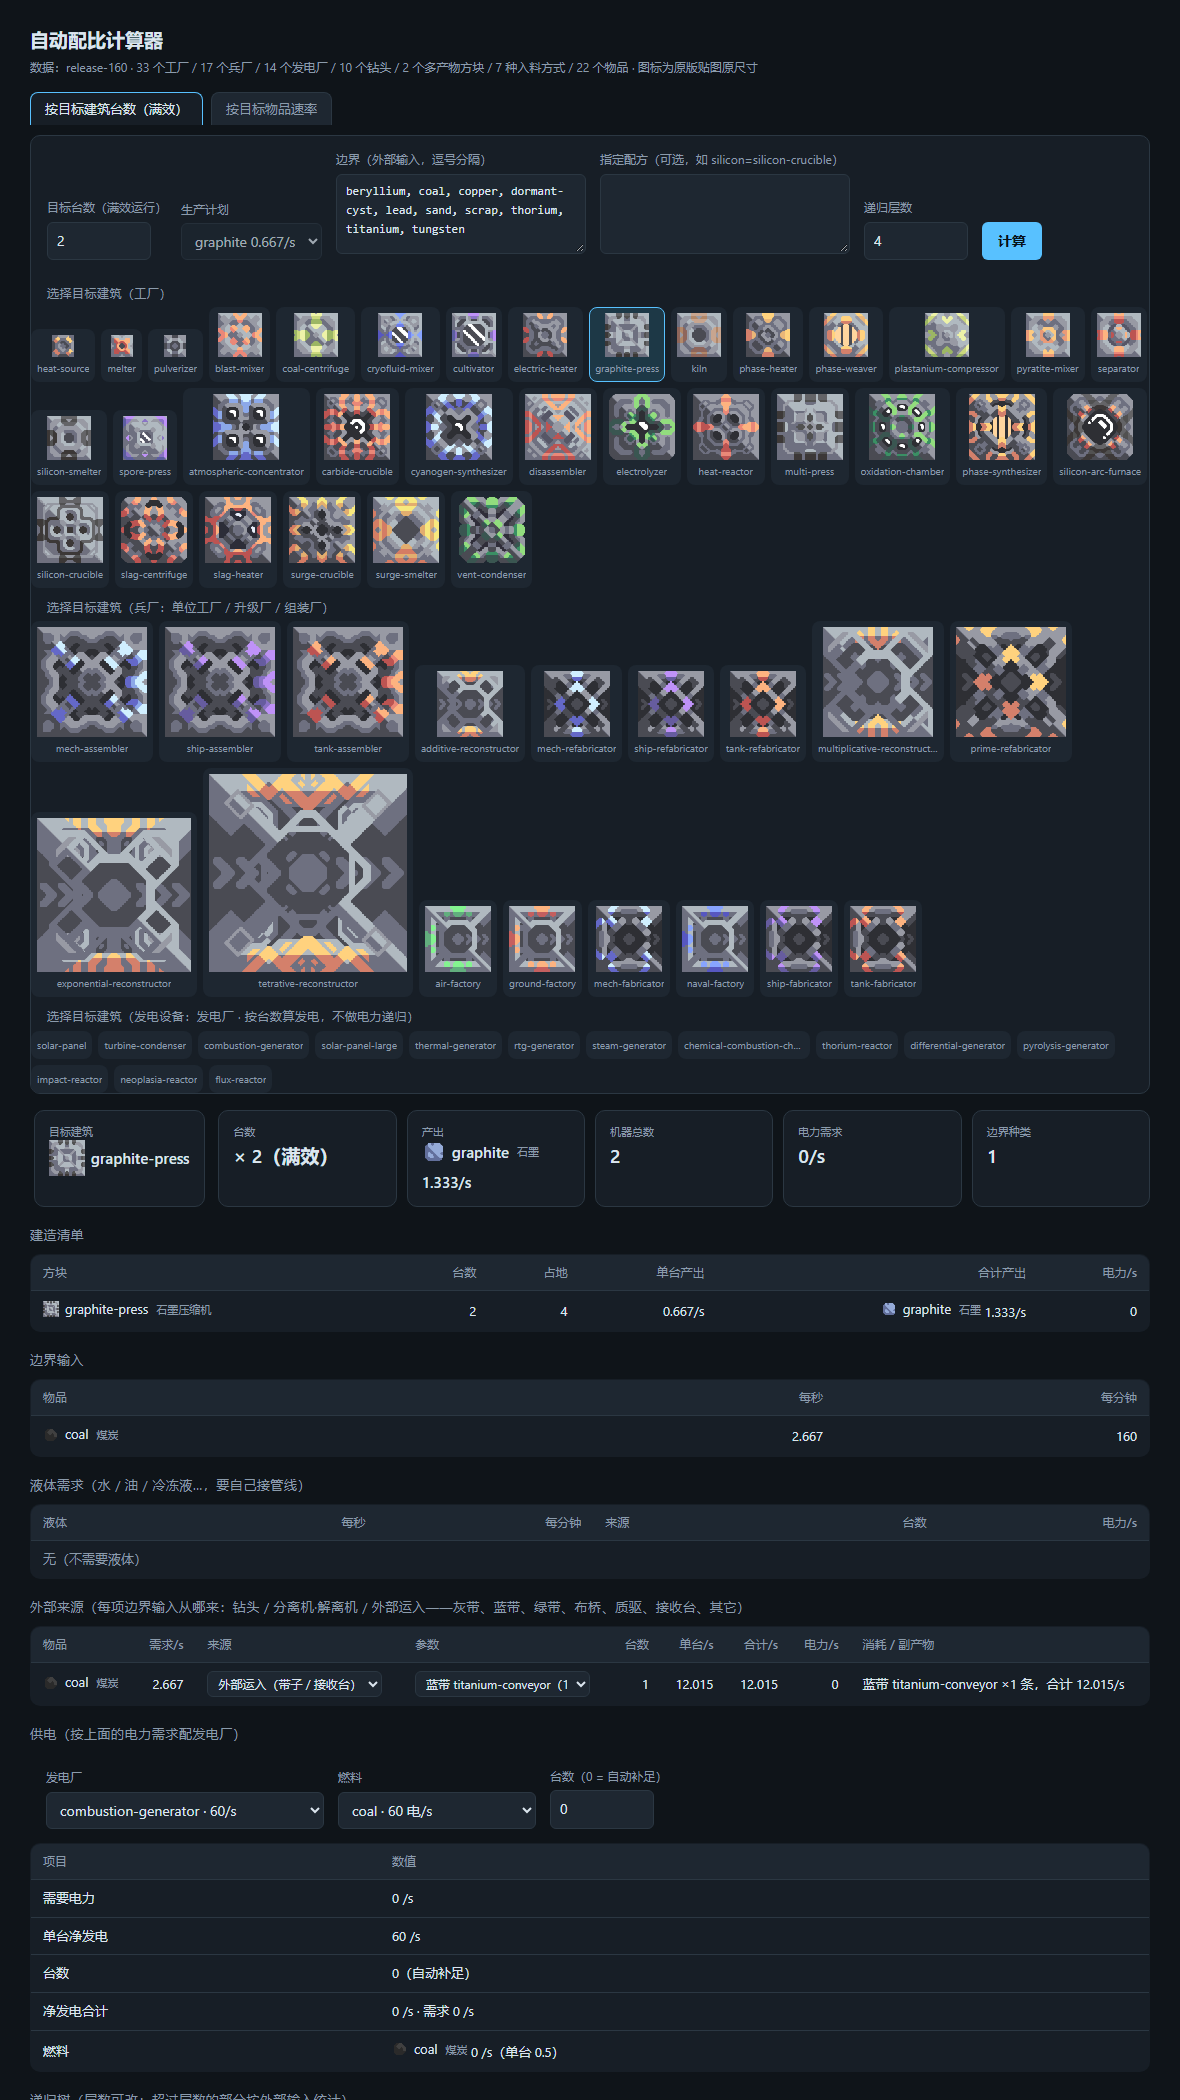 自动配比计算器
数据：release-160 · 33 个工厂 / 17 个兵厂 / 14 个发电厂 / 10 个钻头 / 2 个多产物方块 / 7 种入料方式 / 22 个物品 · 图标为原版贴图原尺寸
按目标建筑台数（满效） 按目标物品速率
目标台数（满效运行） 生产计划 边界（外部输入，逗号分隔） 指定配方（可选，如 silicon=silicon-crucible） 递归层数
2 graphite 0.667/s beryllium, coal, copper, dormant-
cyst, lead, sand, scrap, thorium,
titanium, tungsten
4 计算
选择目标建筑（工厂）
heat-source melter pulverizer blast-mixer coal-centrifuge cryofluid-mixer cultivator electric-heater graphite-press kiln phase-heater phase-weaver plastanium-compressor pyratite-mixer separator
silicon-smelter spore-press atmospheric-concentrator carbide-crucible cyanogen-synthesizer disassembler electrolyzer heat-reactor multi-press oxidation-chamber phase-synthesizer silicon-arc-furnace
silicon-crucible slag-centrifuge slag-heater surge-crucible surge-smelter vent-condenser
选择目标建筑（兵厂：单位工厂 / 升级厂 / 组装厂）
mech-assembler ship-assembler tank-assembler additive-reconstructor mech-refabricator ship-refabricator tank-refabricator multiplicative-reconstruct... prime-refabricator
exponential-reconstructor tetrative-reconstructor air-factory ground-factory mech-fabricator naval-factory ship-fabricator tank-fabricator
选择目标建筑（发电设备：发电厂 · 按台数算发电，不做电力递归）
solar-panel turbine-condenser combustion-generator solar-panel-large thermal-generator rtg-generator steam-generator chemical-combustion-ch... thorium-reactor differential-generator pyrolysis-generator
impact-reactor neoplasia-reactor flux-reactor
目标建筑 台数 产出 机器总数 电力需求 边界种类
graphite-press × 2（满效） graphite 石墨 2 0/s 1
1.333/s
建造清单
方块 台数 占地 单台产出 合计产出 电力/s
graphite-press 石墨压缩机 2 4 0.667/s graphite 石墨 1.333/s 0
边界输入
物品 每秒 每分钟
coal 煤炭 2.667 160
液体需求（水 / 油 / 冷冻液…，要自己接管线）
液体 每秒 每分钟 来源 台数 电力/s
无（不需要液体）
外部来源（每项边界输入从哪来：钻头 / 分离机·解离机 / 外部运入——灰带、蓝带、绿带、布桥、质驱、接收台、其它）
物品 需求/s 来源 参数 台数 单台/s 合计/s 电力/s 消耗 / 副产物
coal 煤炭 2.667 外部运入（带子 / 接收台） 蓝带 titanium-conveyor（1 1 12.015 12.015 0 蓝带 titanium-conveyor ×1 条，合计 12.015/s
供电（按上面的电力需求配发电厂）
发电厂 燃料 台数（0 = 自动补足）
combustion-generator · 60/s coal · 60 电/s 0
项目 数值
需要电力 0 /s
单台净发电 60 /s
台数 0（自动补足）
净发电合计 0 /s · 需求 0 /s
燃料 coal 煤炭 0 /s（单台 0.5）
递归树（层数可改；超过层数的部分按外部输入统计）